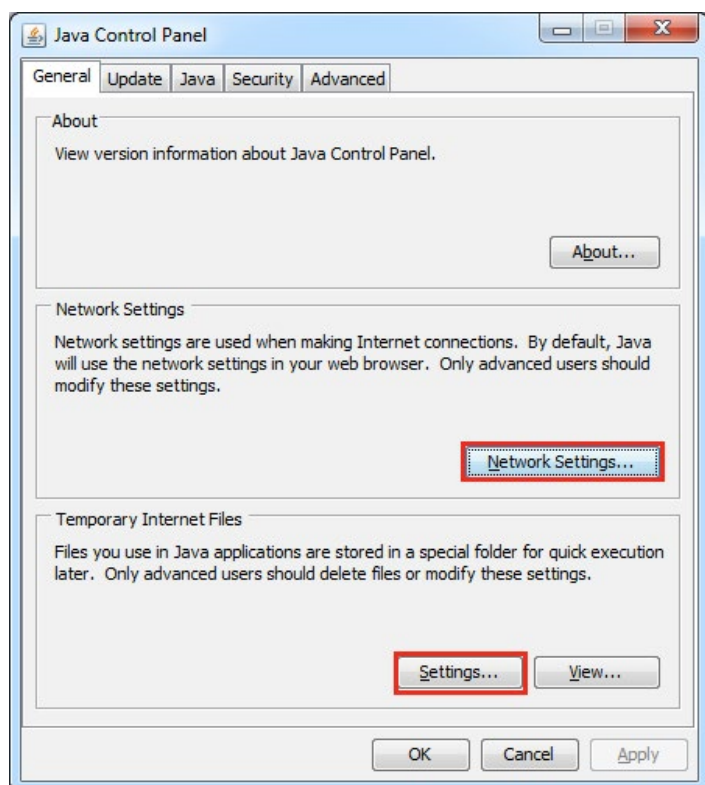 Java Control Panel
General Update Java Security Advanced
About
View version information about Java Control Panel.
About...
Network Settings
Network settings are used when making Internet connections. By default, Java
will use the network settings in your web browser. Only advanced users should
modify these settings.
Network Settings...
Temporary Internet Files
Files you use in Java applications are stored in a special folder for quick execution
later. Only advanced users should delete files or modify these settings.
Settings... View...
OK Cancel Apply